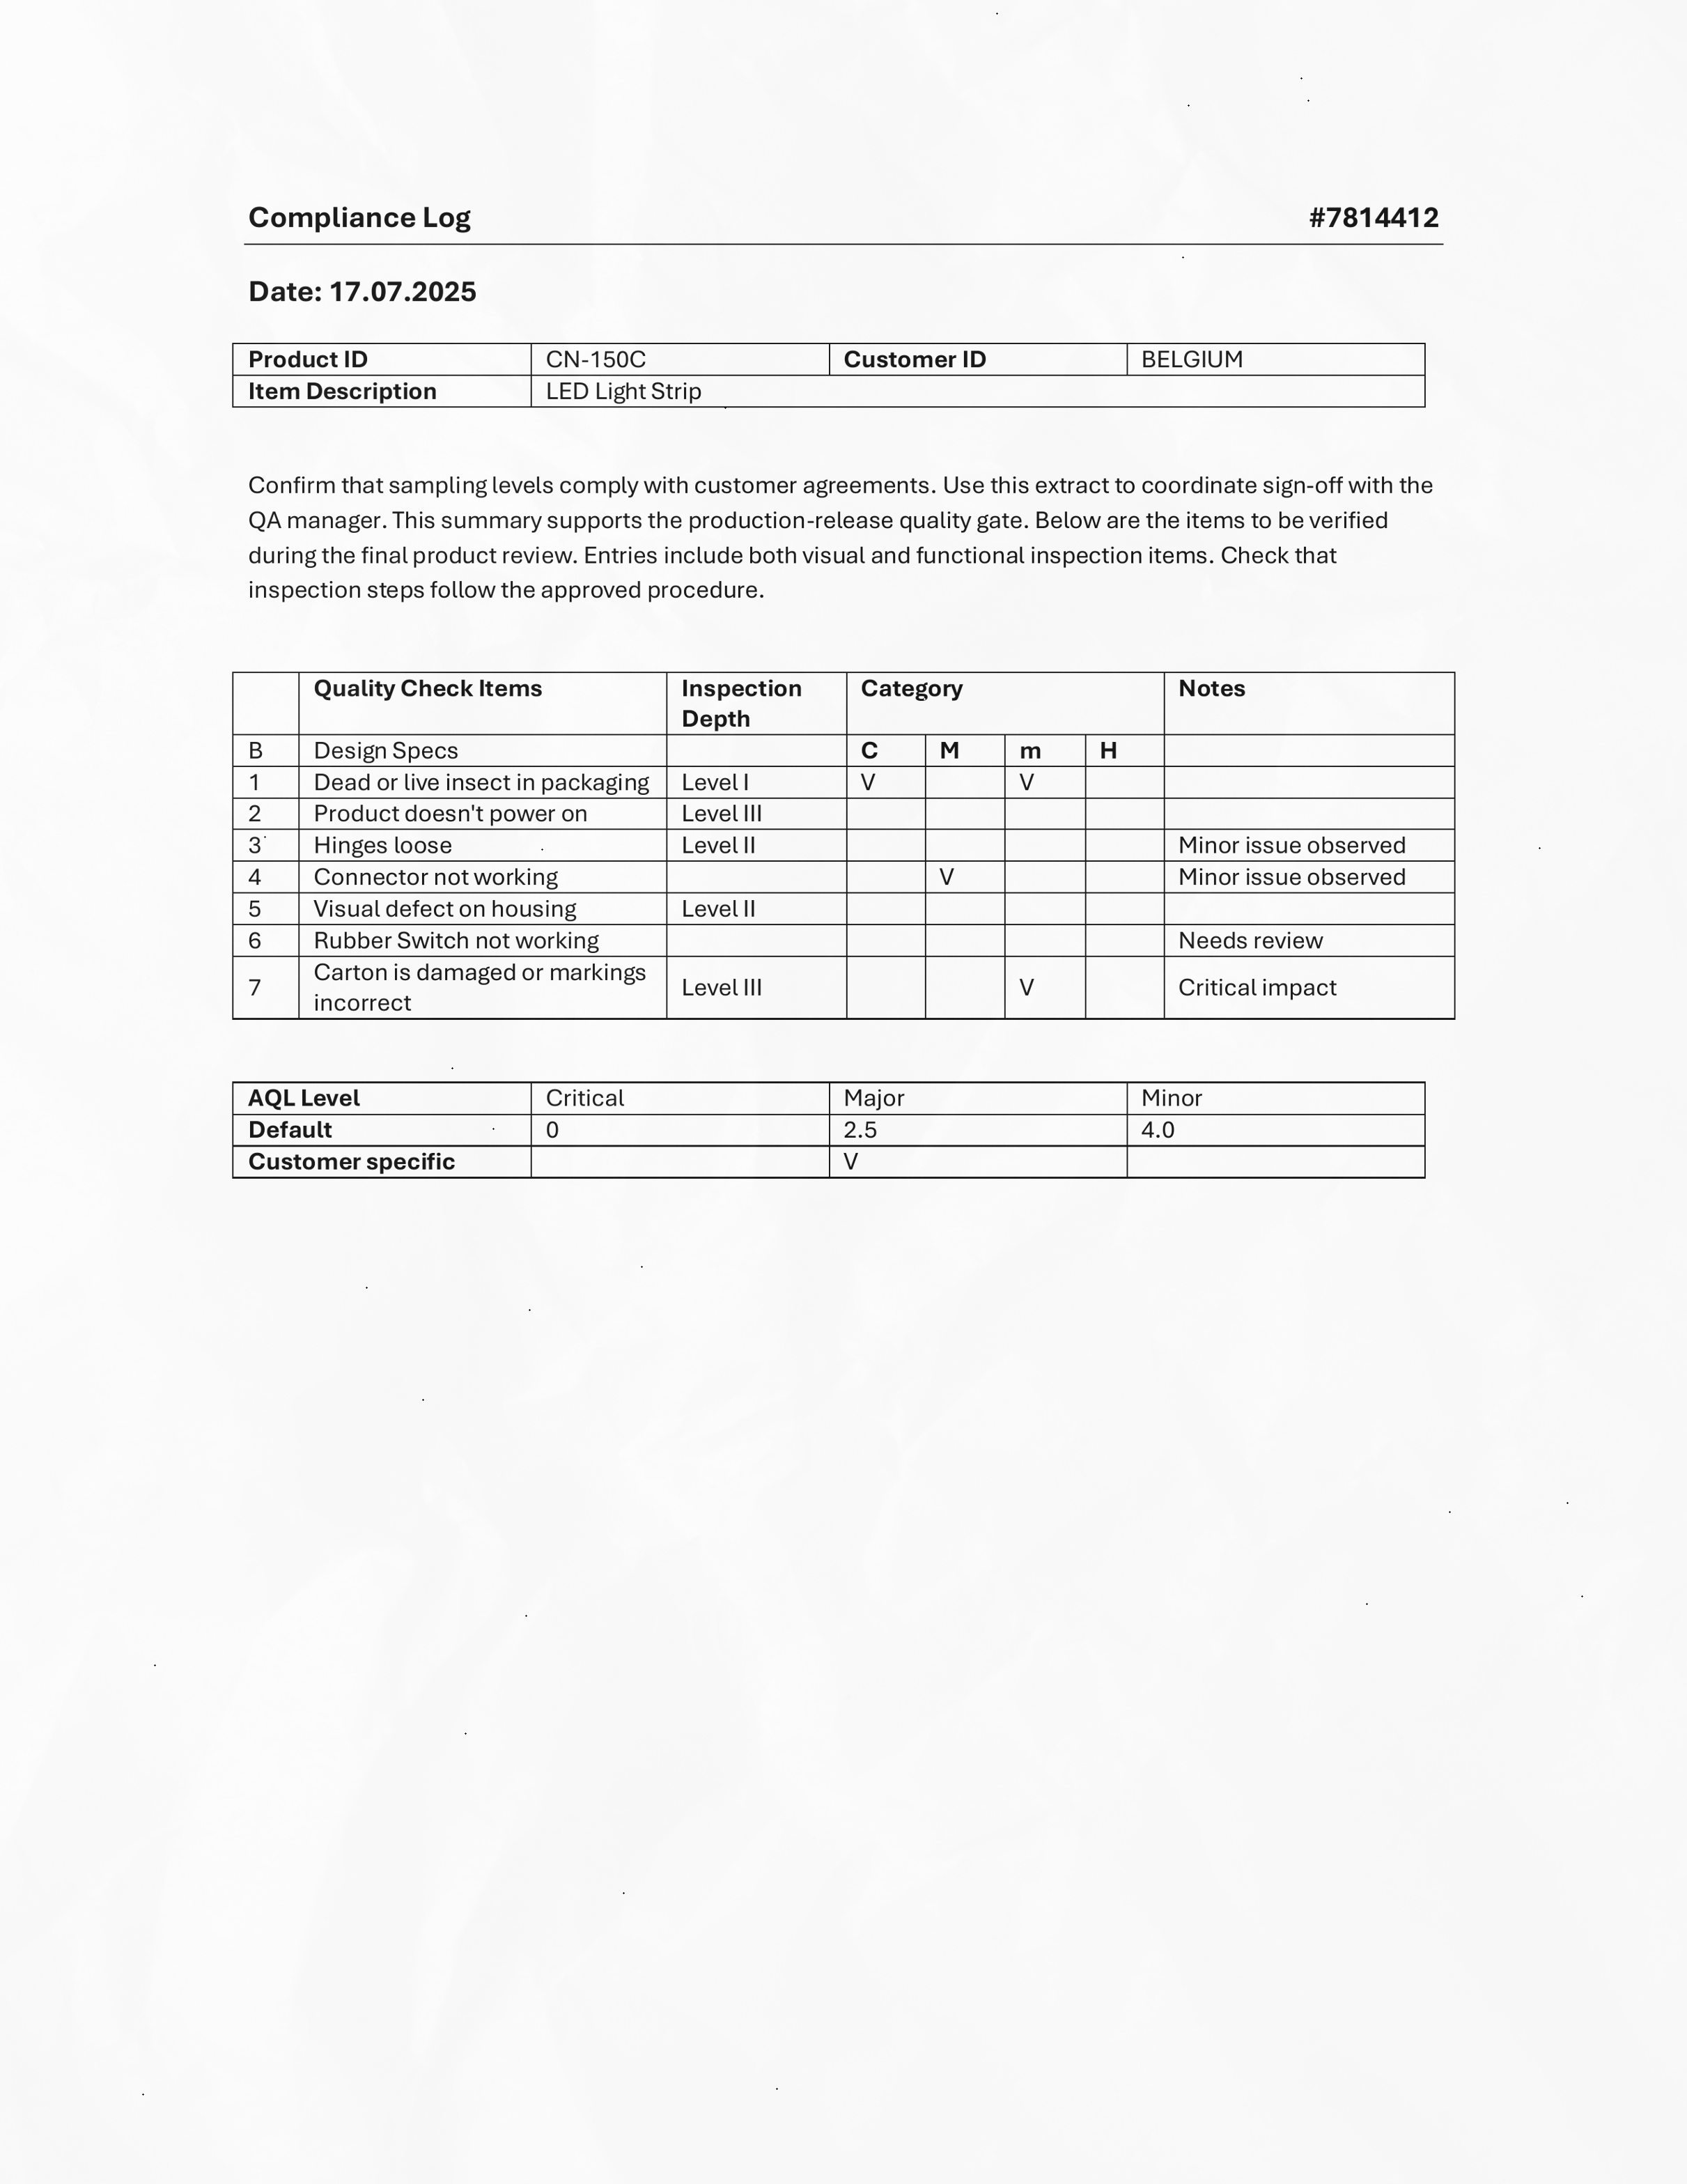 Compliance Log #7814412
Date: 17.07.2025
Product ID CN-150C Customer ID BELGIUM
Item Description LED Light Strip
Confirm that sampling levels comply with customer agreements. Use this extract to coordinate sign-off with the
QA manager. This summary supports the production-release quality gate. Below are the items to be verified
during the final product review. Entries include both visual and functional inspection items. Check that
inspection steps follow the approved procedure.
Quality Check Items Inspection Depth Category Notes
B Design Specs C M m H
1 Dead or live insect in packaging Level I V V
2 Product doesn't power on Level III
3 Hinges loose Level II Minor issue observed
4 Connector not working V Minor issue observed
5 Visual defect on housing Level II
6 Rubber Switch not working Needs review
7 Carton is damaged or markings incorrect Level III V Critical impact
AQL Level Critical Major Minor
Default 0 2.5 4.0
Customer specific V